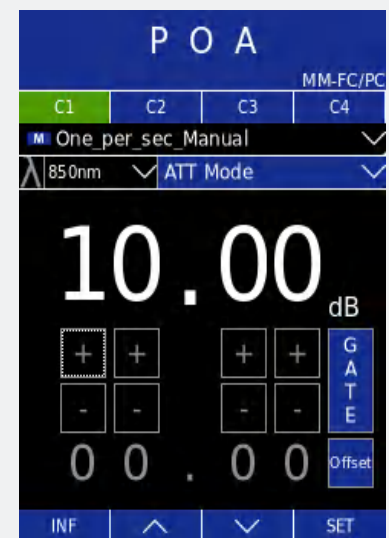 P O A
MM-FC/PC
C1 C2 C3 C4
M One_per_sec_Manual
λ 850nm ATT Mode
10.00
dB
+ + + +
- - - -
GATE
0 0 . 0 0 Offset
INF SET